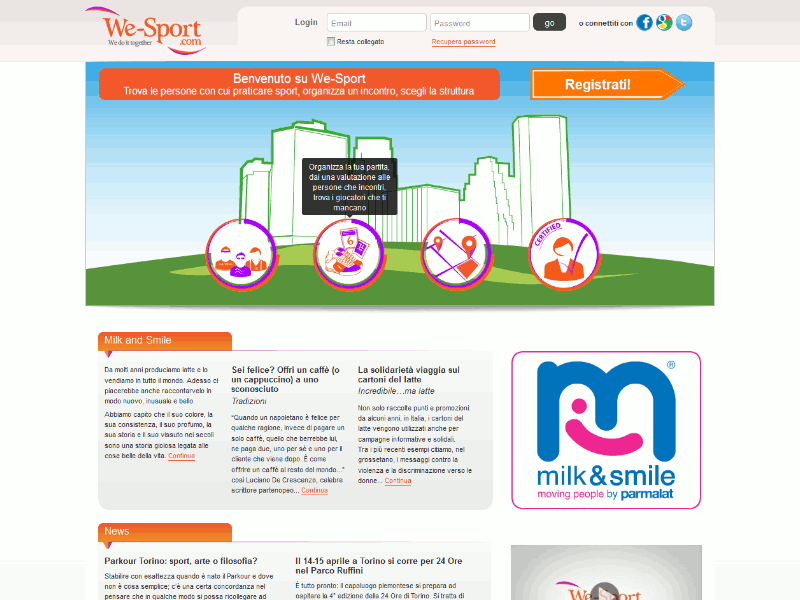 We-Sport
.com
We do it together
Login
Email
Password
go
o connettiti con
Resta collegato
Recupera password
Benvenuto su We-Sport
Trova le persone con cui praticare sport, organizza un incontro, scegli la struttura
Registrati!
Organizza la tua partita,
dai una valutazione alle
persone che incontri,
trova i giocatori che ti
mancano
6
CERTIFIED
Milk and Smile
Da molti anni produciamo latte e lo
vendiamo in tutto il mondo. Adesso ci
piacerebbe anche raccontarvelo in
modo nuovo, inusuale e bello.
Abbiamo capito che il suo colore, la
sua consistenza, il suo profumo, la
sua storia e il suo vissuto nei secoli
sono una storia gioiosa legata alle
cose belle della vita. Continua
Sei felice? Offri un caffè (o
un cappuccino) a uno
sconosciuto
Tradizioni
"Quando un napoletano è felice per
qualche ragione, invece di pagare un
solo caffè, quello che berrebbe lui,
ne paga due, uno per sé e uno per il
cliente che viene dopo. È come
offrire un caffè al resto del mondo..."
così Luciano De Crescenzo, celebre
scrittore partenopeo... Continua
La solidarietà viaggia sui
cartoni del latte
Incredibile…ma latte
Non solo raccolte punti e promozioni
da alcuni anni, in Italia, i cartoni del
latte vengono utilizzati anche per
campagne informative e solidali.
Tra i più recenti esempi citiamo, nel
grossetano, i messaggi contro la
violenza e la discriminazione verso le
donne... Continua
m
®
milk & smile
moving people by parmalat
News
Parkour Torino: sport, arte o filosofia?
Stabilire con esattezza quando è nato il Parkour e dove
non è cosa semplice; c'è una certa concordanza nel
pensare che in qualche modo si possa ricollegare ad
Il 14-15 aprile a Torino si corre per 24 Ore
nel Parco Ruffini
È tutto pronto: il capoluogo piemontese si prepara ad
ospitare la 4° edizione della 24 Ore di Torino. Si tratta di
We-Sport